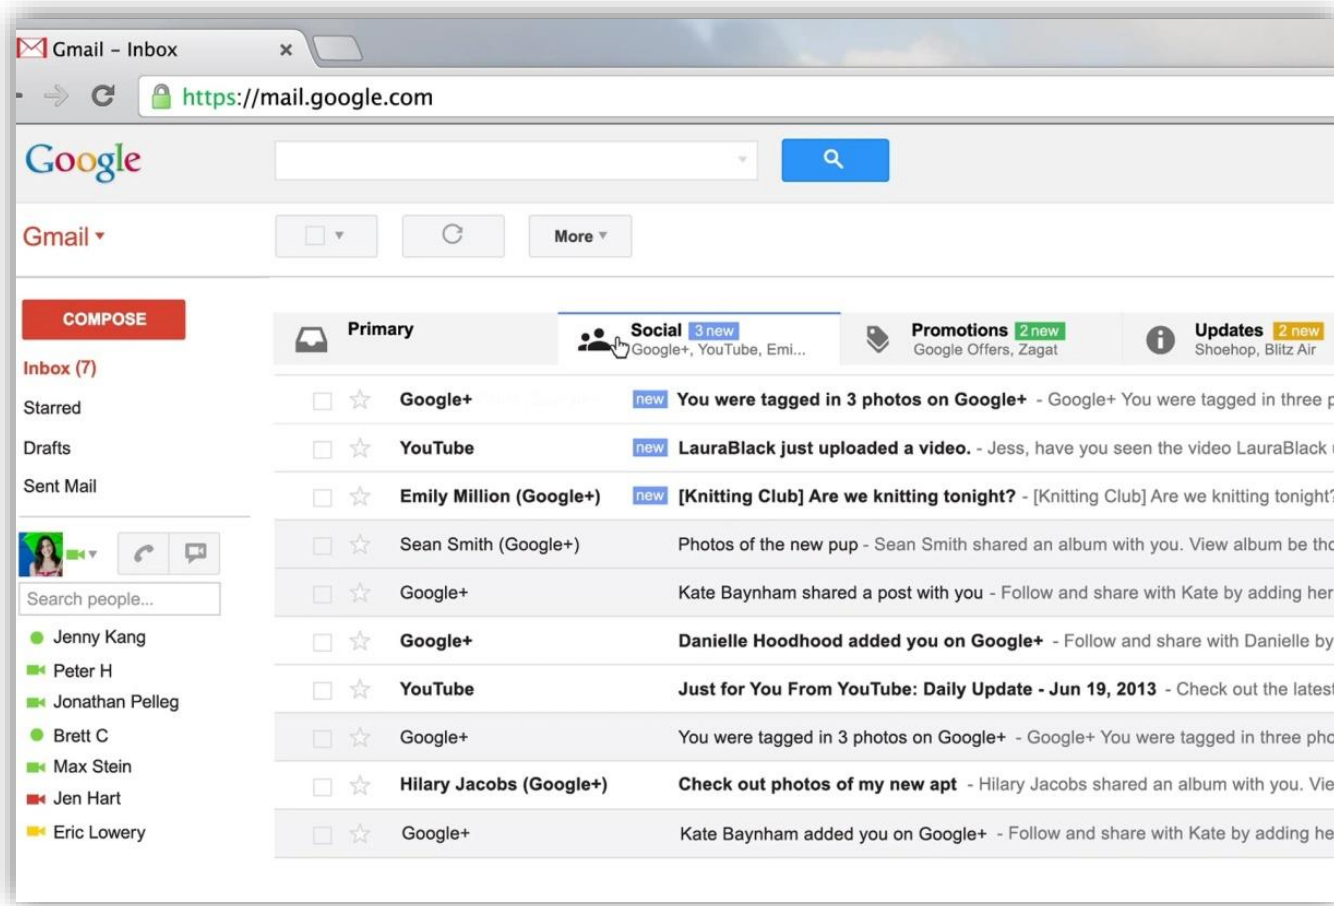 Gmail – Inbox ×
https://mail.google.com
Google
Gmail
More
COMPOSE
Inbox (7)
Starred
Drafts
Sent Mail
Search people...
Jenny Kang
Peter H
Jonathan Pelleg
Brett C
Max Stein
Jen Hart
Eric Lowery
Primary
Social 3 new
Google+, YouTube, Emi...
Promotions 2 new
Google Offers, Zagat
Updates 2 new
Shoehop, Blitz Air
Google+ new You were tagged in 3 photos on Google+ - Google+ You were tagged in three p
YouTube new LauraBlack just uploaded a video. - Jess, have you seen the video LauraBlack
Emily Million (Google+) new [Knitting Club] Are we knitting tonight? - [Knitting Club] Are we knitting tonight?
Sean Smith (Google+) Photos of the new pup - Sean Smith shared an album with you. View album be tho
Google+ Kate Baynham shared a post with you - Follow and share with Kate by adding her
Google+ Danielle Hoodhood added you on Google+ - Follow and share with Danielle by
YouTube Just for You From YouTube: Daily Update - Jun 19, 2013 - Check out the latest
Google+ You were tagged in 3 photos on Google+ - Google+ You were tagged in three pho
Hilary Jacobs (Google+) Check out photos of my new apt - Hilary Jacobs shared an album with you. Vie
Google+ Kate Baynham added you on Google+ - Follow and share with Kate by adding he